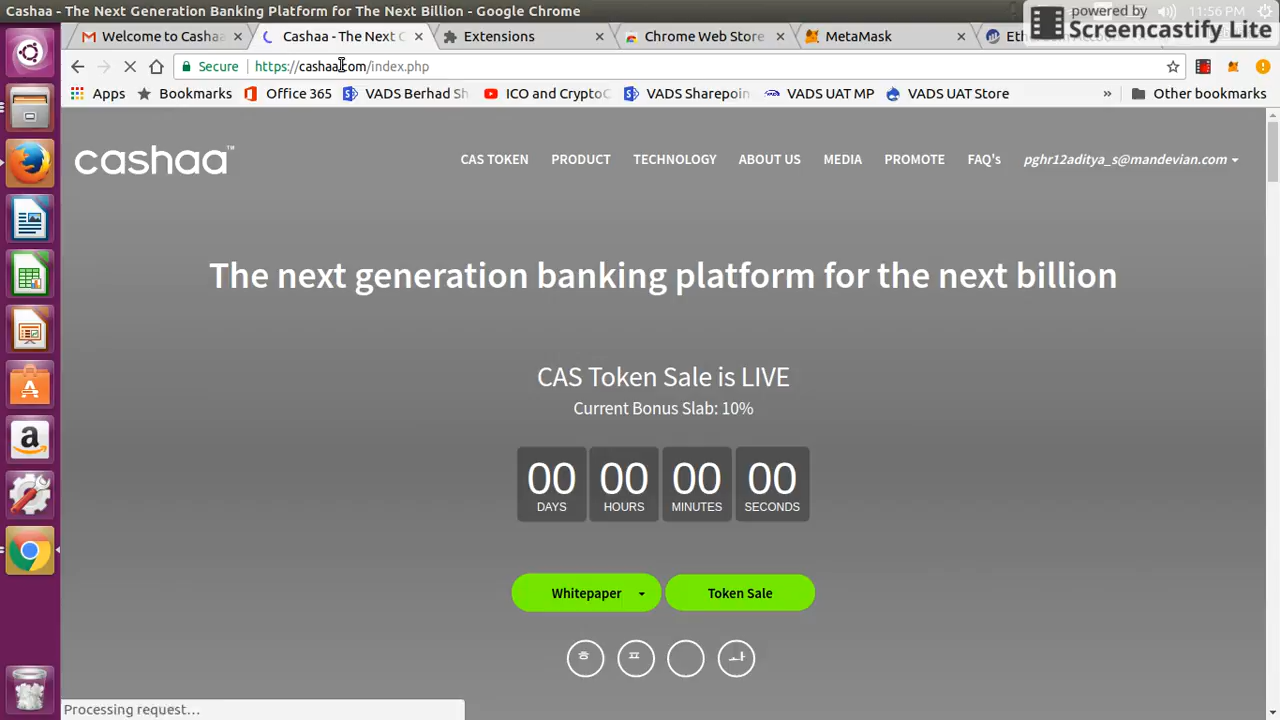 Cashaa - The Next Generation Banking Platform for The Next Billion - Google Chrome
11:56 PM
powered by
Screencastify Lite
Welcome to Cashaa
Cashaa - The Next G
Extensions
Chrome Web Store
MetaMask
Secure
https://cashaa.com/index.php
Apps
Bookmarks
Office 365
VADS Berhad Sh
ICO and CryptoC
VADS Sharepoin
VADS UAT MP
VADS UAT Store
»
Other bookmarks
cashaa™
CAS TOKEN
PRODUCT
TECHNOLOGY
ABOUT US
MEDIA
PROMOTE
FAQ's
pghr12aditya_s@mandevian.com
The next generation banking platform for the next billion
CAS Token Sale is LIVE
Current Bonus Slab: 10%
00 00 00 00
DAYS HOURS MINUTES SECONDS
Whitepaper
Token Sale
Processing request…